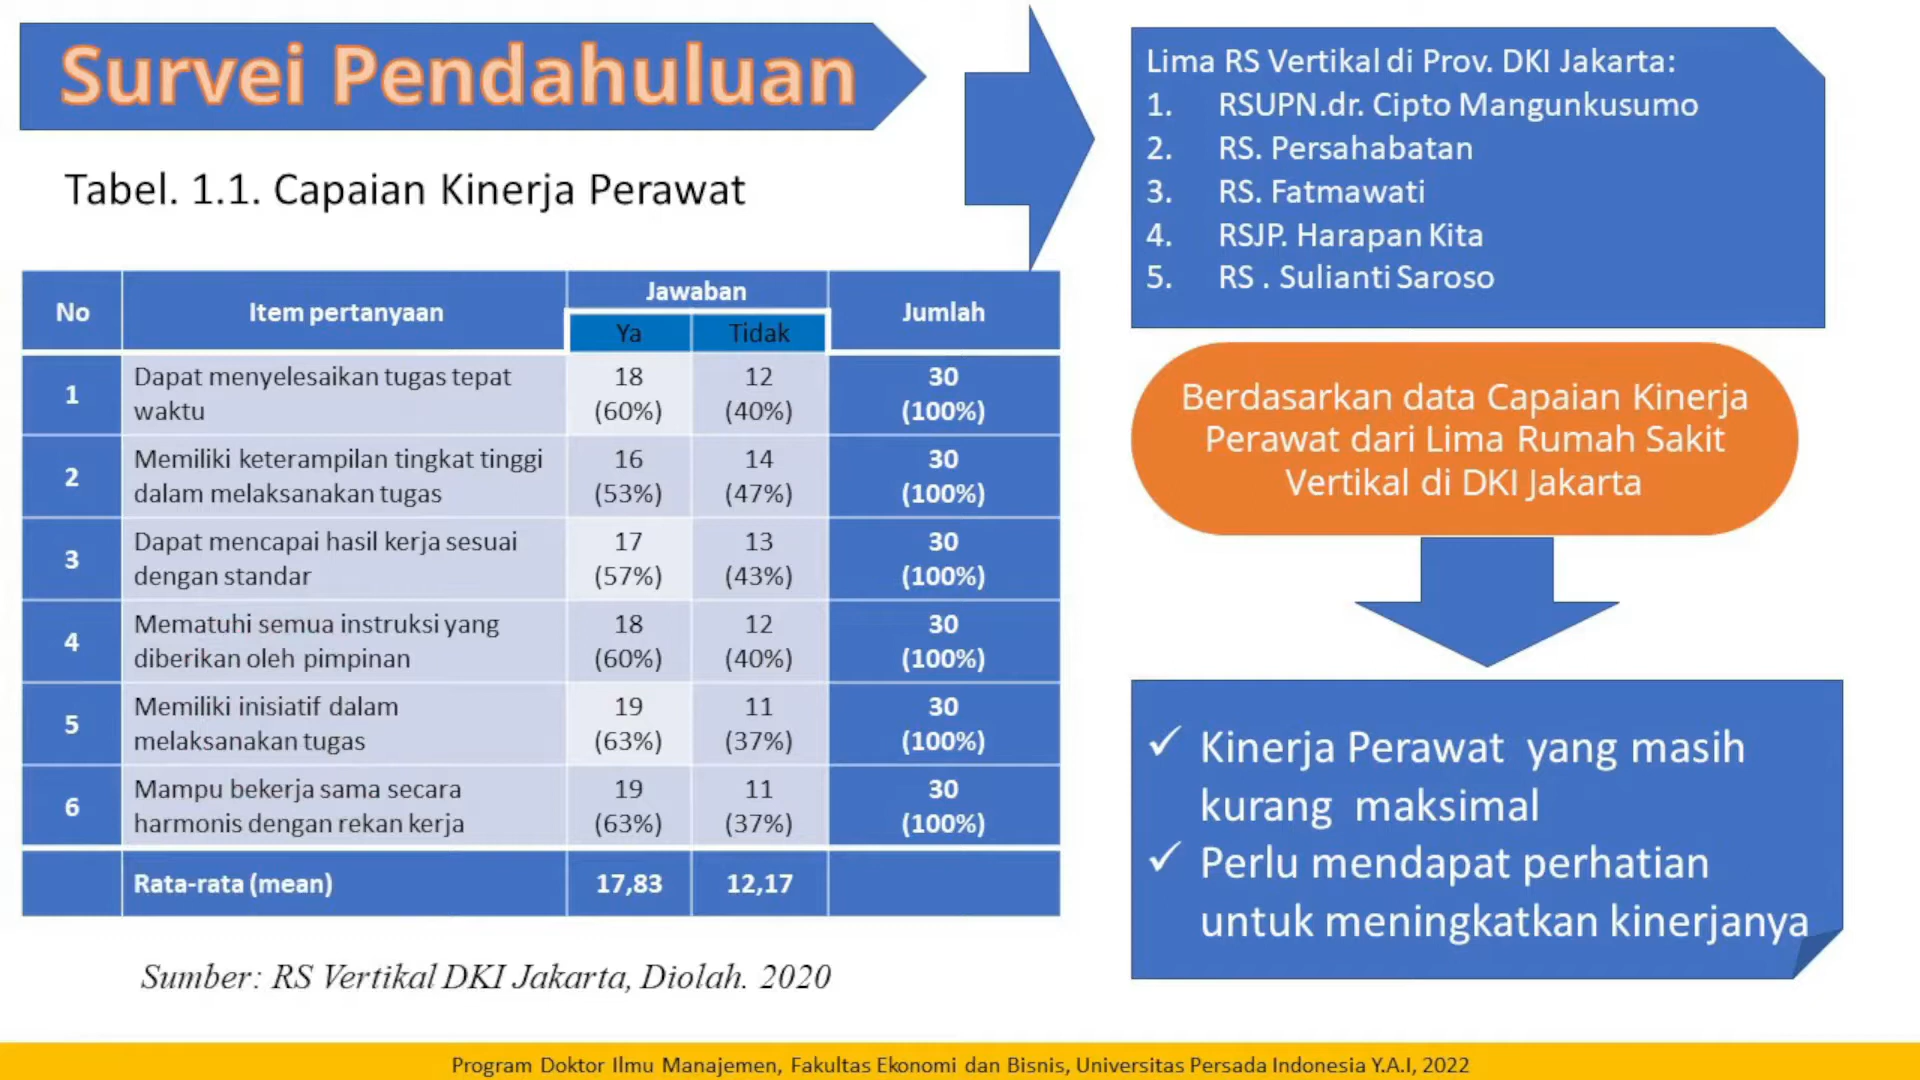 Survei Pendahuluan
Tabel. 1.1. Capaian Kinerja Perawat
No
Item pertanyaan
Jawaban
Jumlah
Ya
Tidak
1
Dapat menyelesaikan tugas tepat
waktu
18
(60%)
12
(40%)
30
(100%)
2
Memiliki keterampilan tingkat tinggi
dalam melaksanakan tugas
16
(53%)
14
(47%)
30
(100%)
3
Dapat mencapai hasil kerja sesuai
dengan standar
17
(57%)
13
(43%)
30
(100%)
4
Mematuhi semua instruksi yang
diberikan oleh pimpinan
18
(60%)
12
(40%)
30
(100%)
5
Memiliki inisiatif dalam
melaksanakan tugas
19
(63%)
11
(37%)
30
(100%)
6
Mampu bekerja sama secara
harmonis dengan rekan kerja
19
(63%)
11
(37%)
30
(100%)
Rata-rata (mean)
17,83
12,17
Sumber: RS Vertikal DKI Jakarta, Diolah. 2020
Lima RS Vertikal di Prov. DKI Jakarta:
1. RSUPN.dr. Cipto Mangunkusumo
2. RS. Persahabatan
3. RS. Fatmawati
4. RSJP. Harapan Kita
5. RS . Sulianti Saroso
Berdasarkan data Capaian Kinerja
Perawat dari Lima Rumah Sakit
Vertikal di DKI Jakarta
✓ Kinerja Perawat yang masih
kurang maksimal
✓ Perlu mendapat perhatian
untuk meningkatkan kinerjanya
Program Doktor Ilmu Manajemen, Fakultas Ekonomi dan Bisnis, Universitas Persada Indonesia Y.A.I, 2022